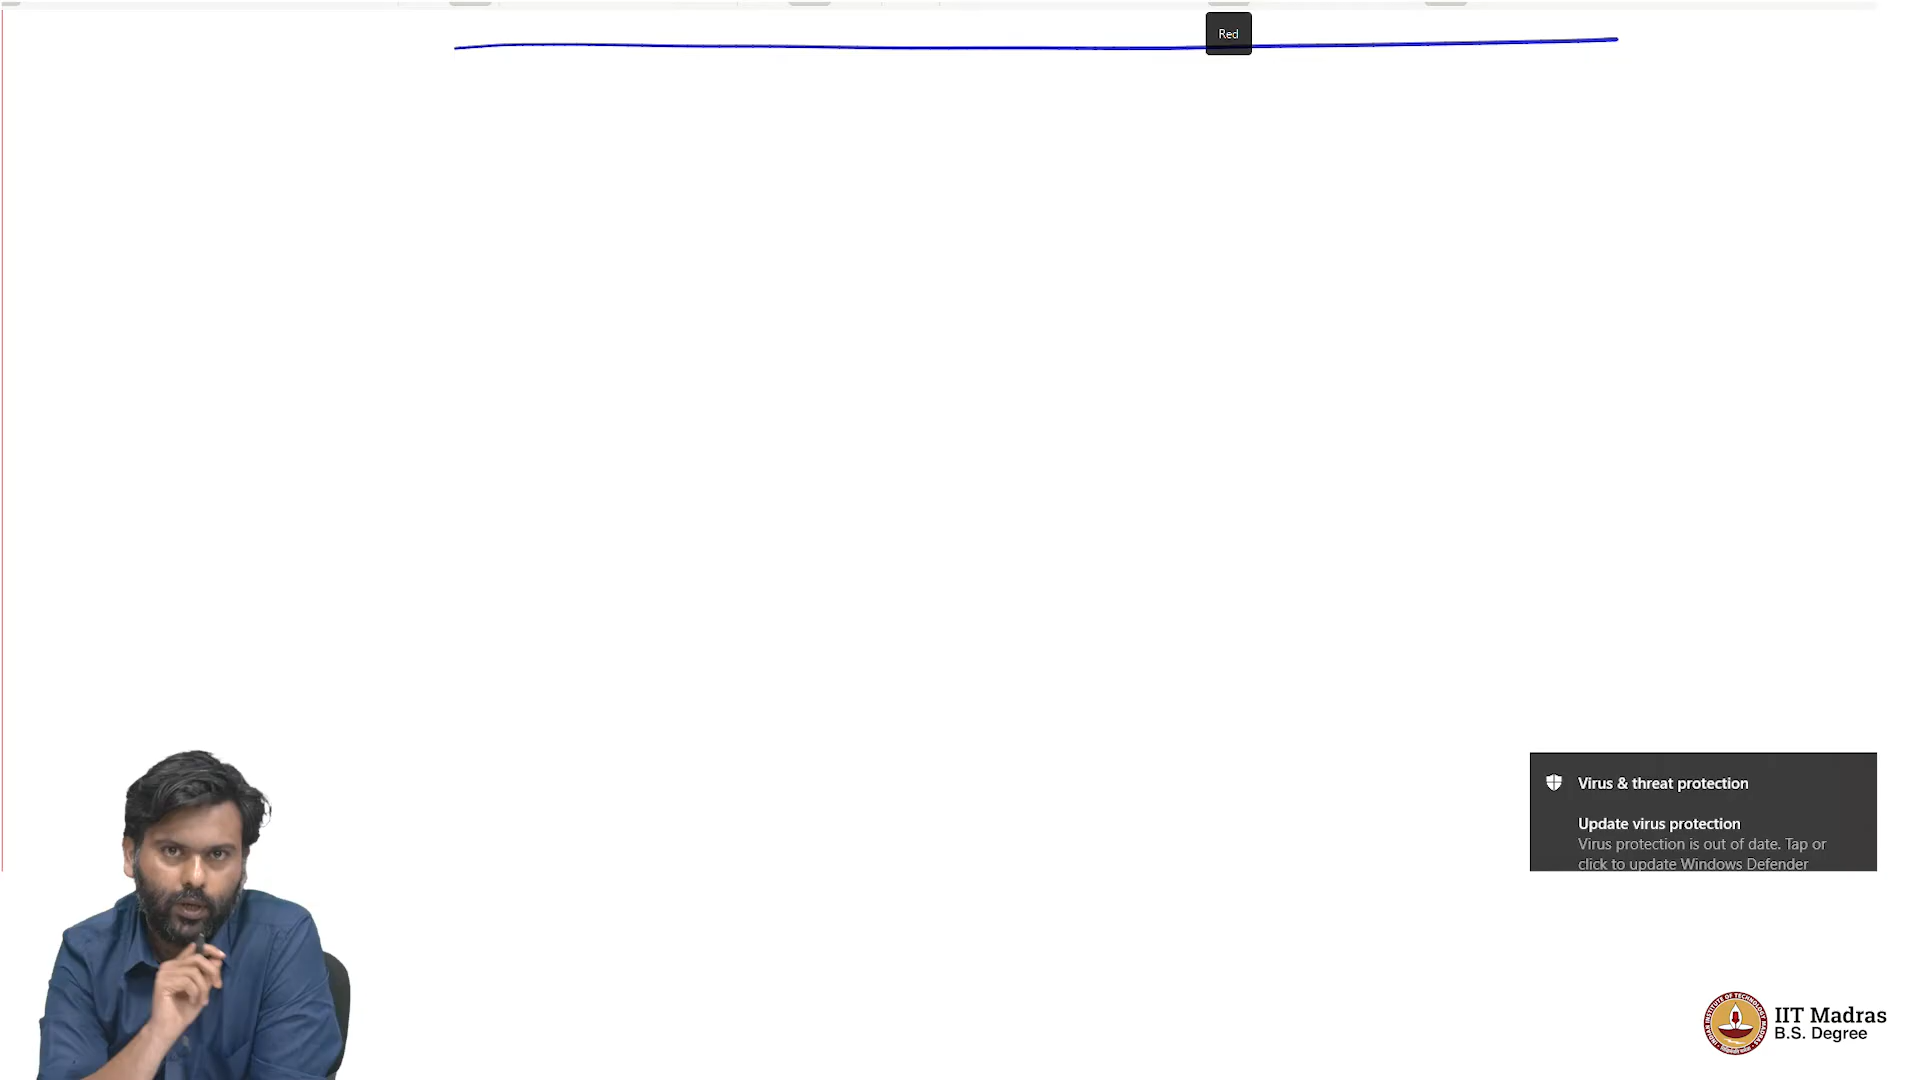 Red
Virus & threat protection
Update virus protection
Virus protection is out of date. Tap or
click to update Windows Defender
IIT Madras
B.S. Degree